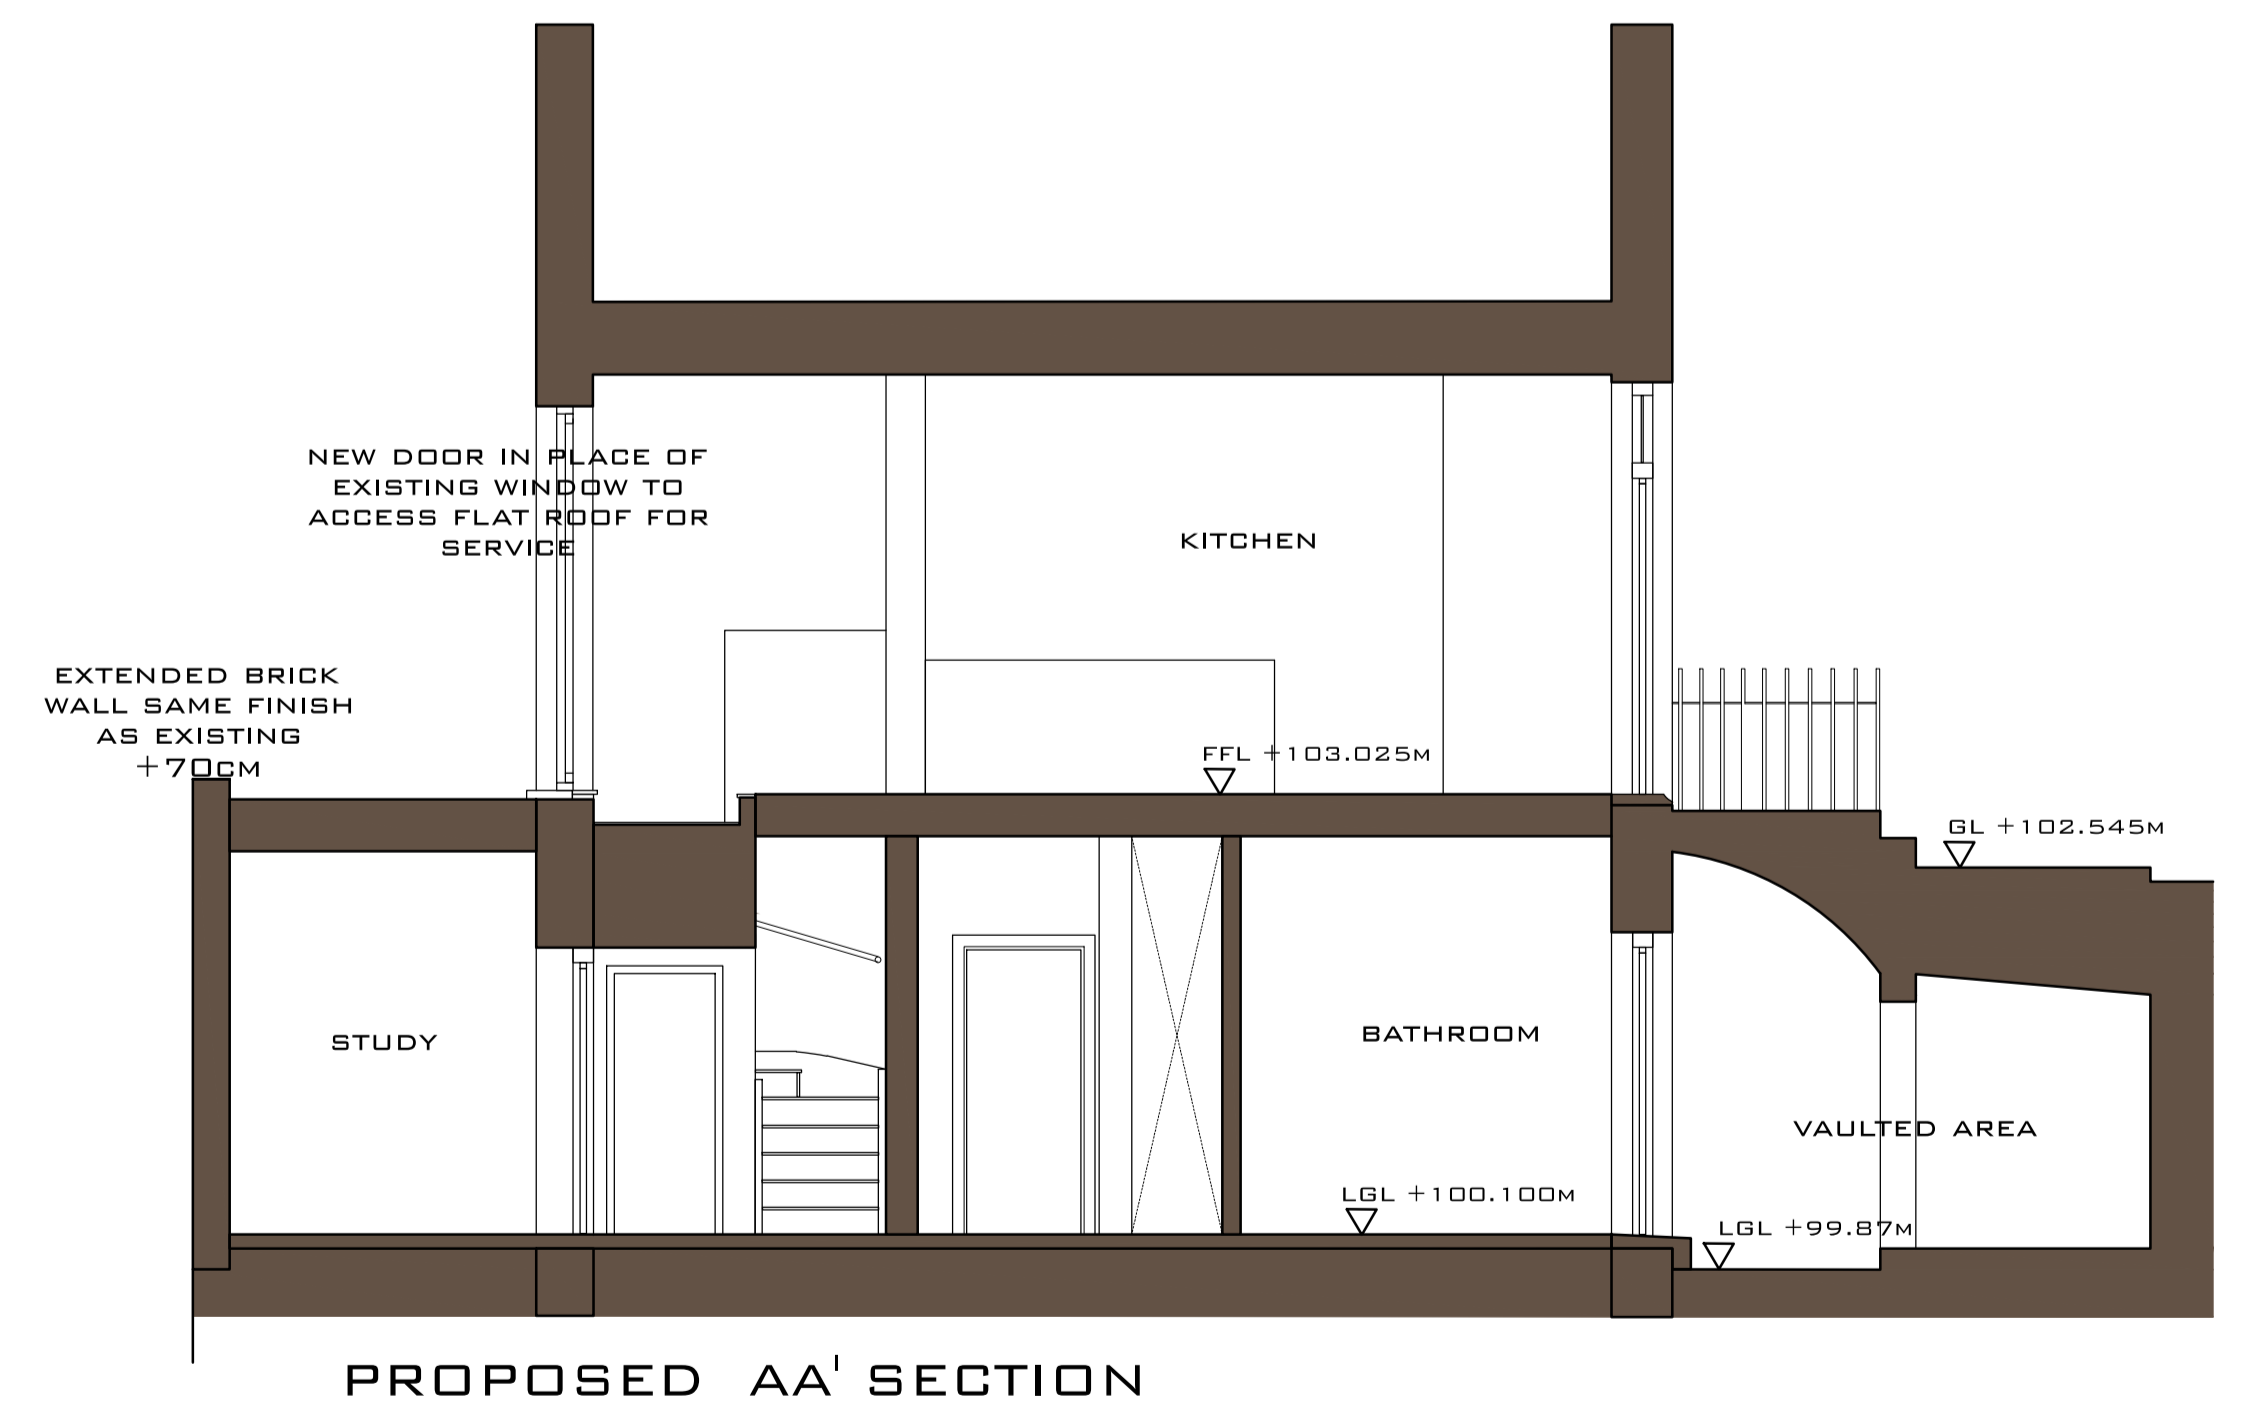 NEW DOOR IN PLACE OF
EXISTING WINDOW TO
ACCESS FLAT ROOF FOR
SERVICE
KITCHEN
EXTENDED BRICK
WALL SAME FINISH
AS EXISTING
+70CM
FFL +103.025M
GL +102.545M
STUDY
BATHROOM
VAULTED AREA
LGL +100.100M
LGL +99.87M
PROPOSED AA' SECTION